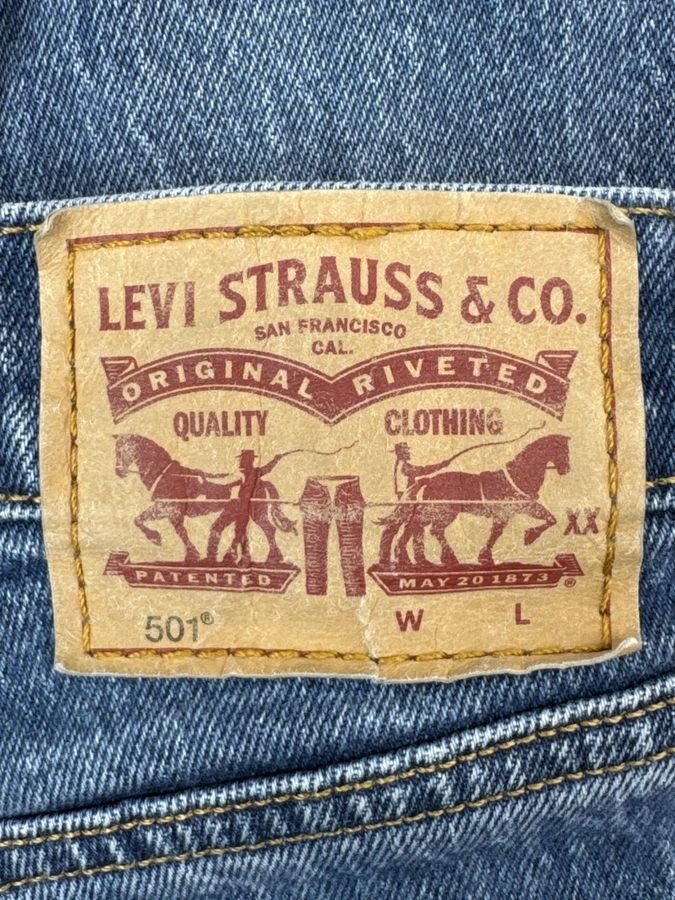 LEVI STRAUSS & CO.
SAN FRANCISCO
CAL.
ORIGINAL RIVETED
QUALITY CLOTHING
XX
PATENTED MAY 20 1873 ®
501® W L